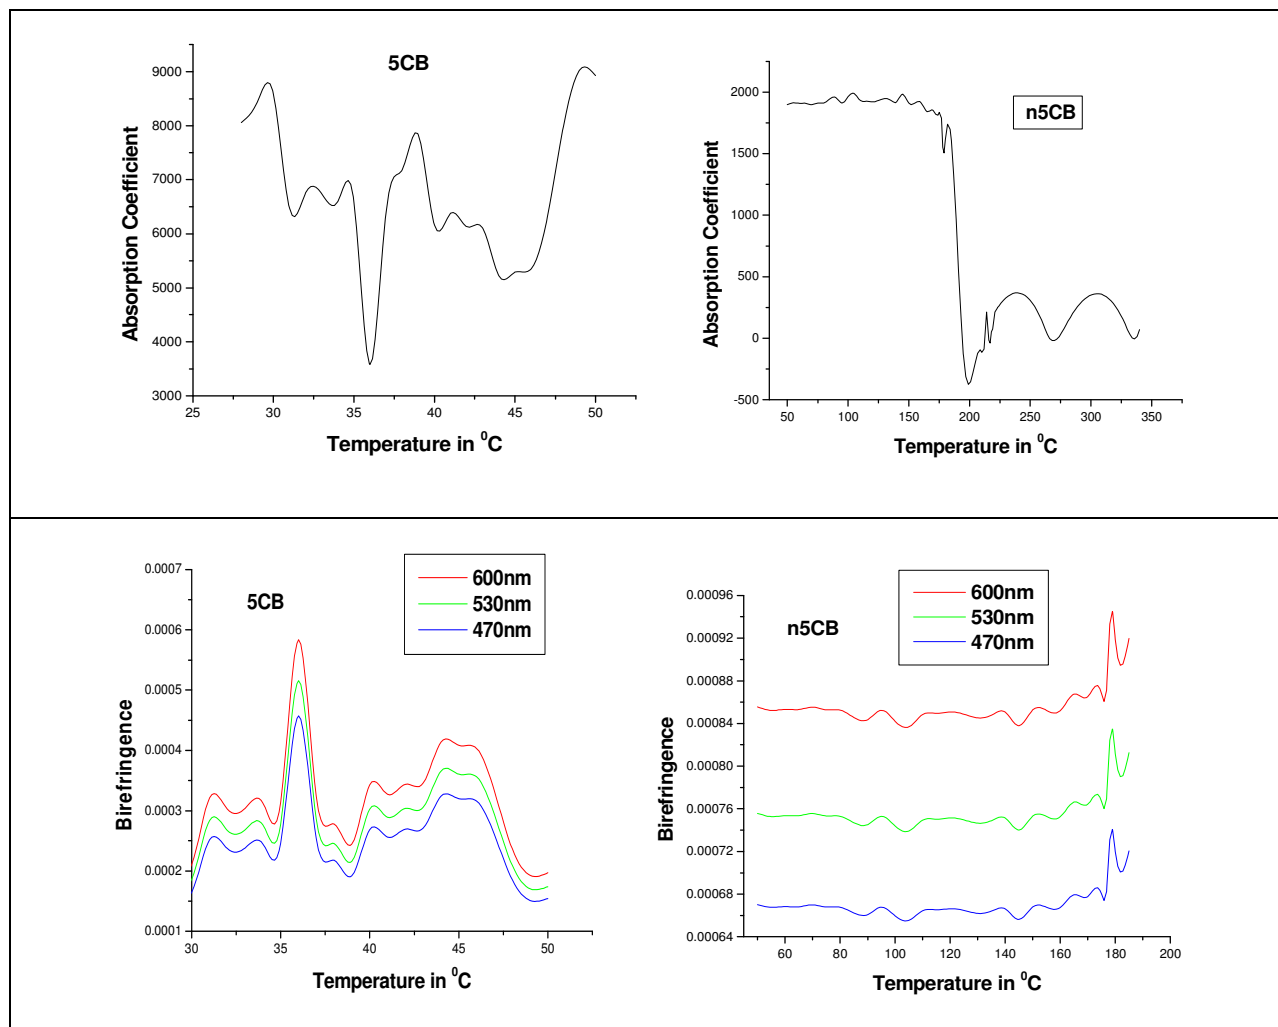 5CB
9000
8000
7000
6000
5000
4000
3000
Absorption Coefficient
25 30 35 40 45 50
Temperature in ⁰C
n5CB
2000
1500
1000
500
0
-500
Absorption Coefficient
50 100 150 200 250 300 350
Temperature in ⁰C
5CB
600nm
530nm
470nm
0.0007
0.0006
0.0005
0.0004
0.0003
0.0002
0.0001
Birefringence
30 35 40 45 50
Temperature in ⁰C
n5CB
600nm
530nm
470nm
0.00096
0.00092
0.00088
0.00084
0.00080
0.00076
0.00072
0.00068
0.00064
Birefringence
60 80 100 120 140 160 180 200
Temperature in ⁰C